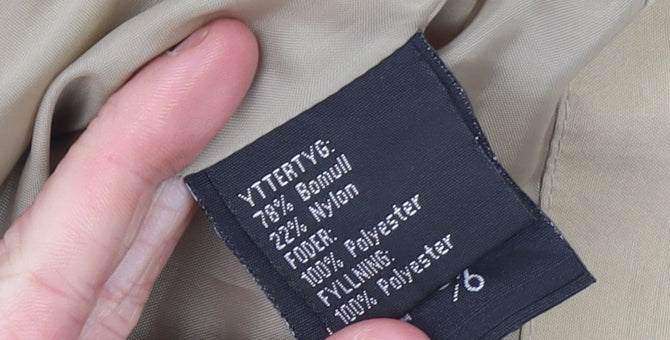 YTTERTYG:
78% Bomull
22% Nylon
FODER:
100% Polyester
FYLLNING:
100% Polyester